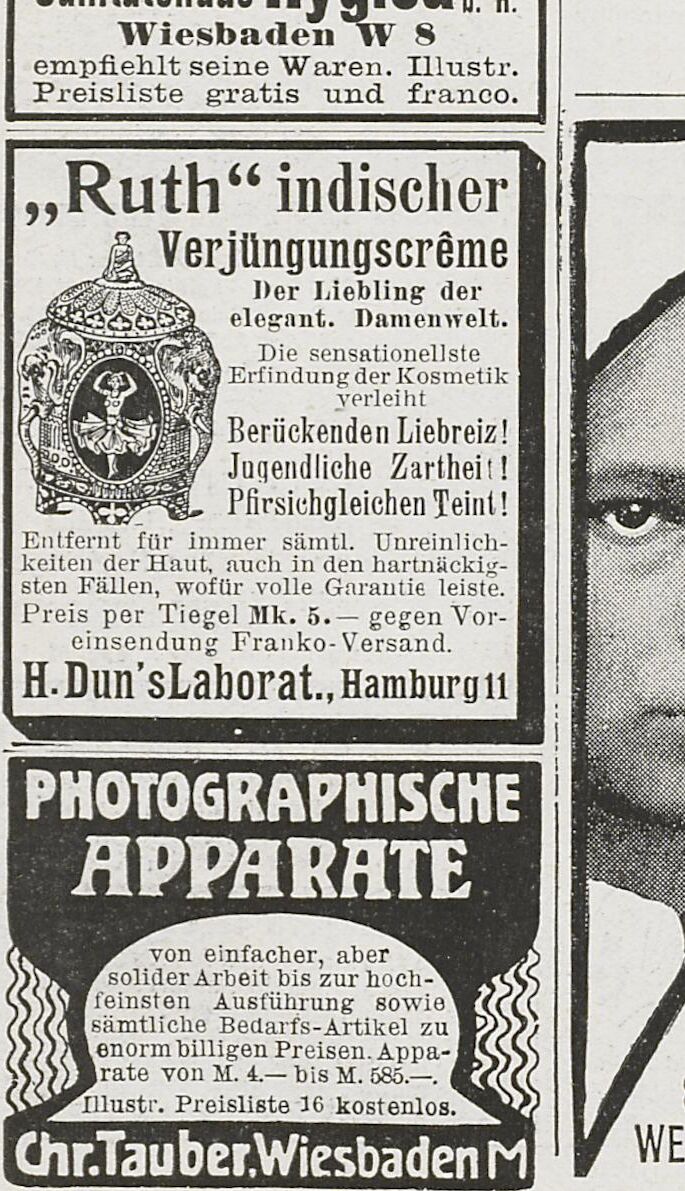 Wiesbaden W 8
empfiehlt seine Waren. Illustr.
Preisliste gratis und franco.
„Ruth“ indischer
Verjüngungscrême
Der Liebling der
elegant. Damenwelt.
Die sensationellste
Erfindung der Kosmetik
verleiht
Berückenden Liebreiz!
Jugendliche Zartheit!
Pfirsichgleichen Teint!
Entfernt für immer sämtl. Unreinlich-
keiten der Haut, auch in den hartnäckig-
sten Fällen, wofür volle Garantie leiste.
Preis per Tiegel Mk. 5.— gegen Vor-
einsendung Franko-Versand.
H. Dun'sLaborat., Hamburg 11
PHOTOGRAPHISCHE
APPARATE
von einfacher, aber
solider Arbeit bis zur hoch-
feinsten Ausführung sowie
sämtliche Bedarfs-Artikel zu
enorm billigen Preisen. Appa-
rate von M. 4.— bis M. 585.—.
Illustr. Preisliste 16 kostenlos.
Chr. Tauber, Wiesbaden M
WE